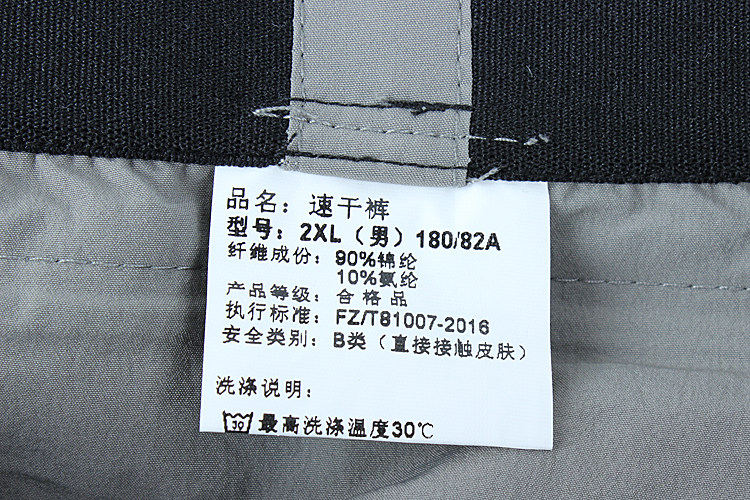 品名：速干裤
型号：2XL（男）180/82A
纤维成份：90%锦纶
10%氨纶
产品等级：合格品
执行标准：FZ/T81007-2016
安全类别：B类（直接接触皮肤）
洗涤说明：
30 最高洗涤温度30℃